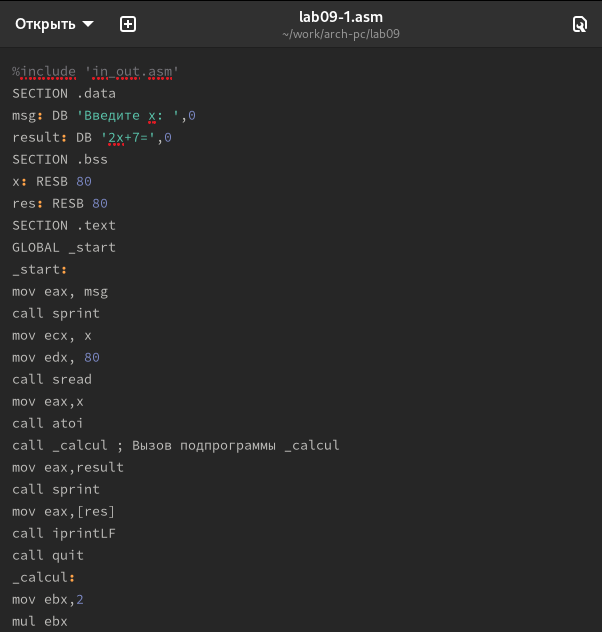 Открыть
lab09-1.asm
~/work/arch-pc/lab09
%include 'in_out.asm'
SECTION .data
msg: DB 'Введите x: ',0
result: DB '2x+7=',0
SECTION .bss
x: RESB 80
res: RESB 80
SECTION .text
GLOBAL _start
_start:
mov eax, msg
call sprint
mov ecx, x
mov edx, 80
call sread
mov eax,x
call atoi
call _calcul ; Вызов подпрограммы _calcul
mov eax,result
call sprint
mov eax,[res]
call iprintLF
call quit
_calcul:
mov ebx,2
mul ebx